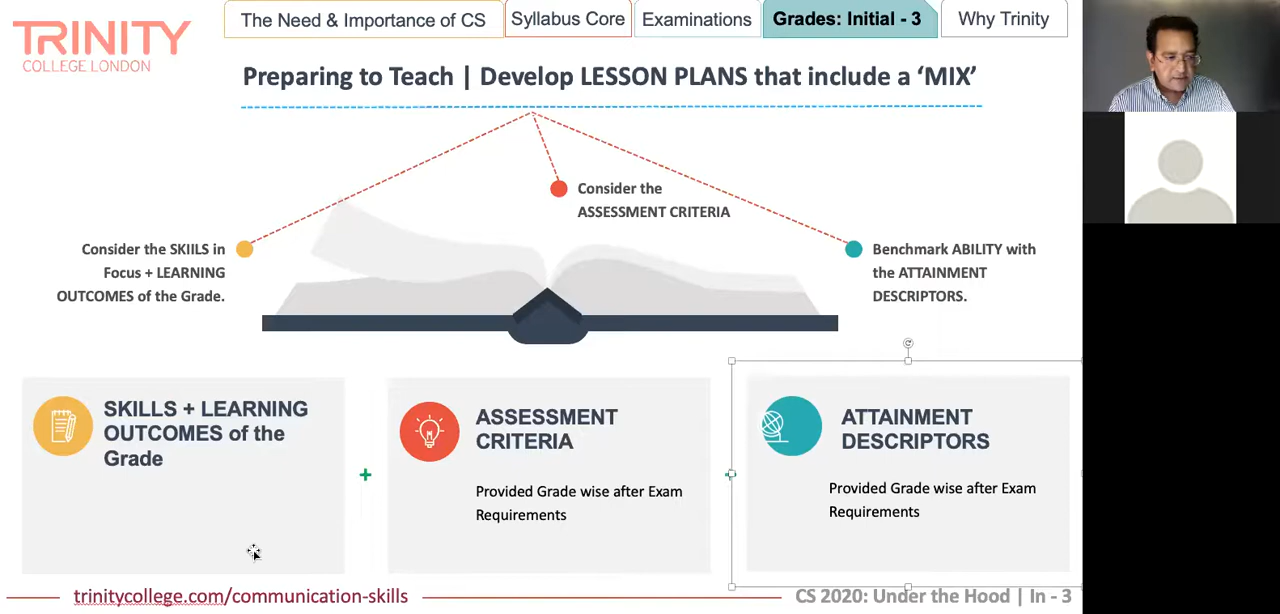 TRINITY
COLLEGE LONDON
The Need & Importance of CS
Syllabus Core
Examinations
Grades: Initial - 3
Why Trinity
Preparing to Teach | Develop LESSON PLANS that include a ‘MIX’
Consider the
ASSESSMENT CRITERIA
Consider the SKIILS in
Focus + LEARNING
OUTCOMES of the Grade.
Benchmark ABILITY with
the ATTAINMENT
DESCRIPTORS.
SKILLS + LEARNING
OUTCOMES of the
Grade
+
ASSESSMENT
CRITERIA
Provided Grade wise after Exam
Requirements
+
ATTAINMENT
DESCRIPTORS
Provided Grade wise after Exam
Requirements
trinitycollege.com/communication-skills
CS 2020: Under the Hood | In - 3